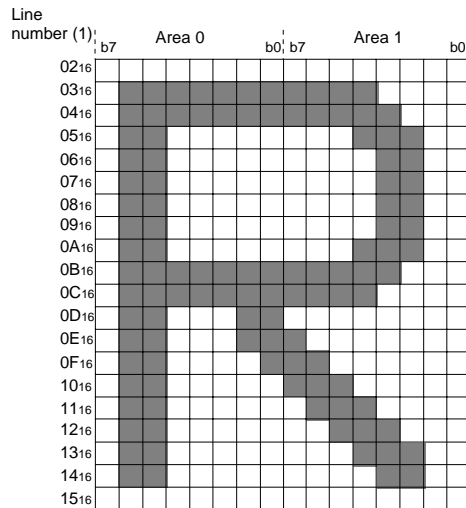 Line
number (1)
b7 Area 0 b0 b7 Area 1 b0
02₁₆
03₁₆
04₁₆
05₁₆
06₁₆
07₁₆
08₁₆
09₁₆
0A₁₆
0B₁₆
0C₁₆
0D₁₆
0E₁₆
0F₁₆
10₁₆
11₁₆
12₁₆
13₁₆
14₁₆
15₁₆